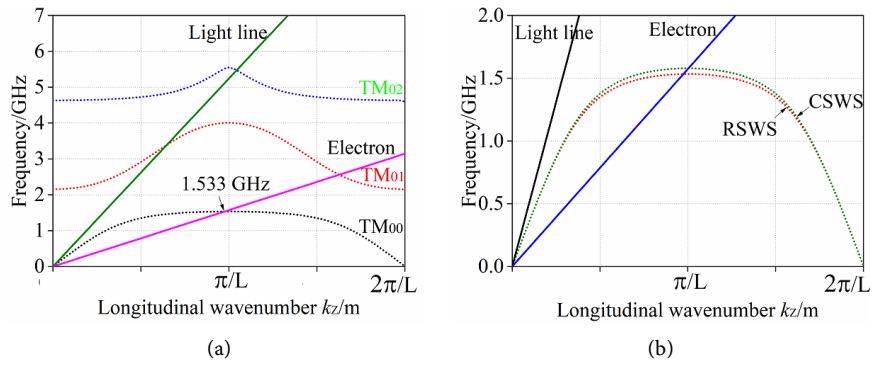 7
6
5
4
3
2
1
0
Frequency/GHz
Light line
TM02
Electron
TM01
1.533 GHz
TM00
π/L
2π/L
Longitudinal wavenumber kz/m
(a)
2.0
1.5
1.0
0.5
0.0
Frequency/GHz
Light line
Electron
CSWS
RSWS
π/L
2π/L
Longitudinal wavenumber kz/m
(b)